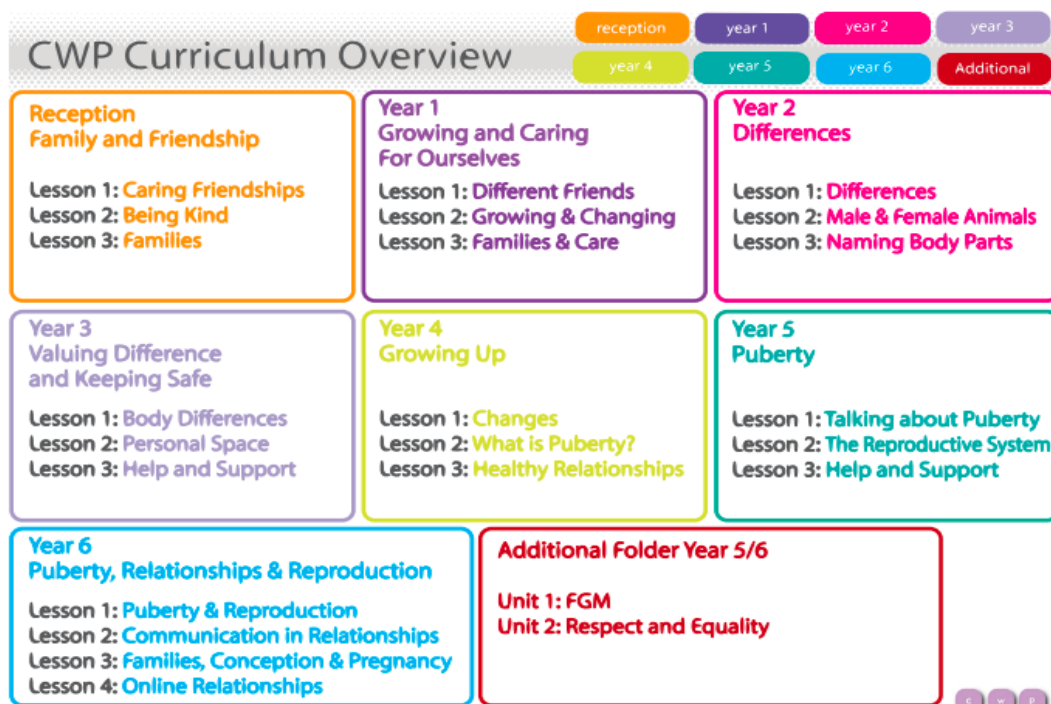 CWP Curriculum Overview
reception
year 1
year 2
year 3
year 4
year 5
year 6
Additional
Reception
Family and Friendship
Lesson 1: Caring Friendships
Lesson 2: Being Kind
Lesson 3: Families
Year 1
Growing and Caring
For Ourselves
Lesson 1: Different Friends
Lesson 2: Growing & Changing
Lesson 3: Families & Care
Year 2
Differences
Lesson 1: Differences
Lesson 2: Male & Female Animals
Lesson 3: Naming Body Parts
Year 3
Valuing Difference
and Keeping Safe
Lesson 1: Body Differences
Lesson 2: Personal Space
Lesson 3: Help and Support
Year 4
Growing Up
Lesson 1: Changes
Lesson 2: What is Puberty?
Lesson 3: Healthy Relationships
Year 5
Puberty
Lesson 1: Talking about Puberty
Lesson 2: The Reproductive System
Lesson 3: Help and Support
Year 6
Puberty, Relationships & Reproduction
Lesson 1: Puberty & Reproduction
Lesson 2: Communication in Relationships
Lesson 3: Families, Conception & Pregnancy
Lesson 4: Online Relationships
Additional Folder Year 5/6
Unit 1: FGM
Unit 2: Respect and Equality
c w p